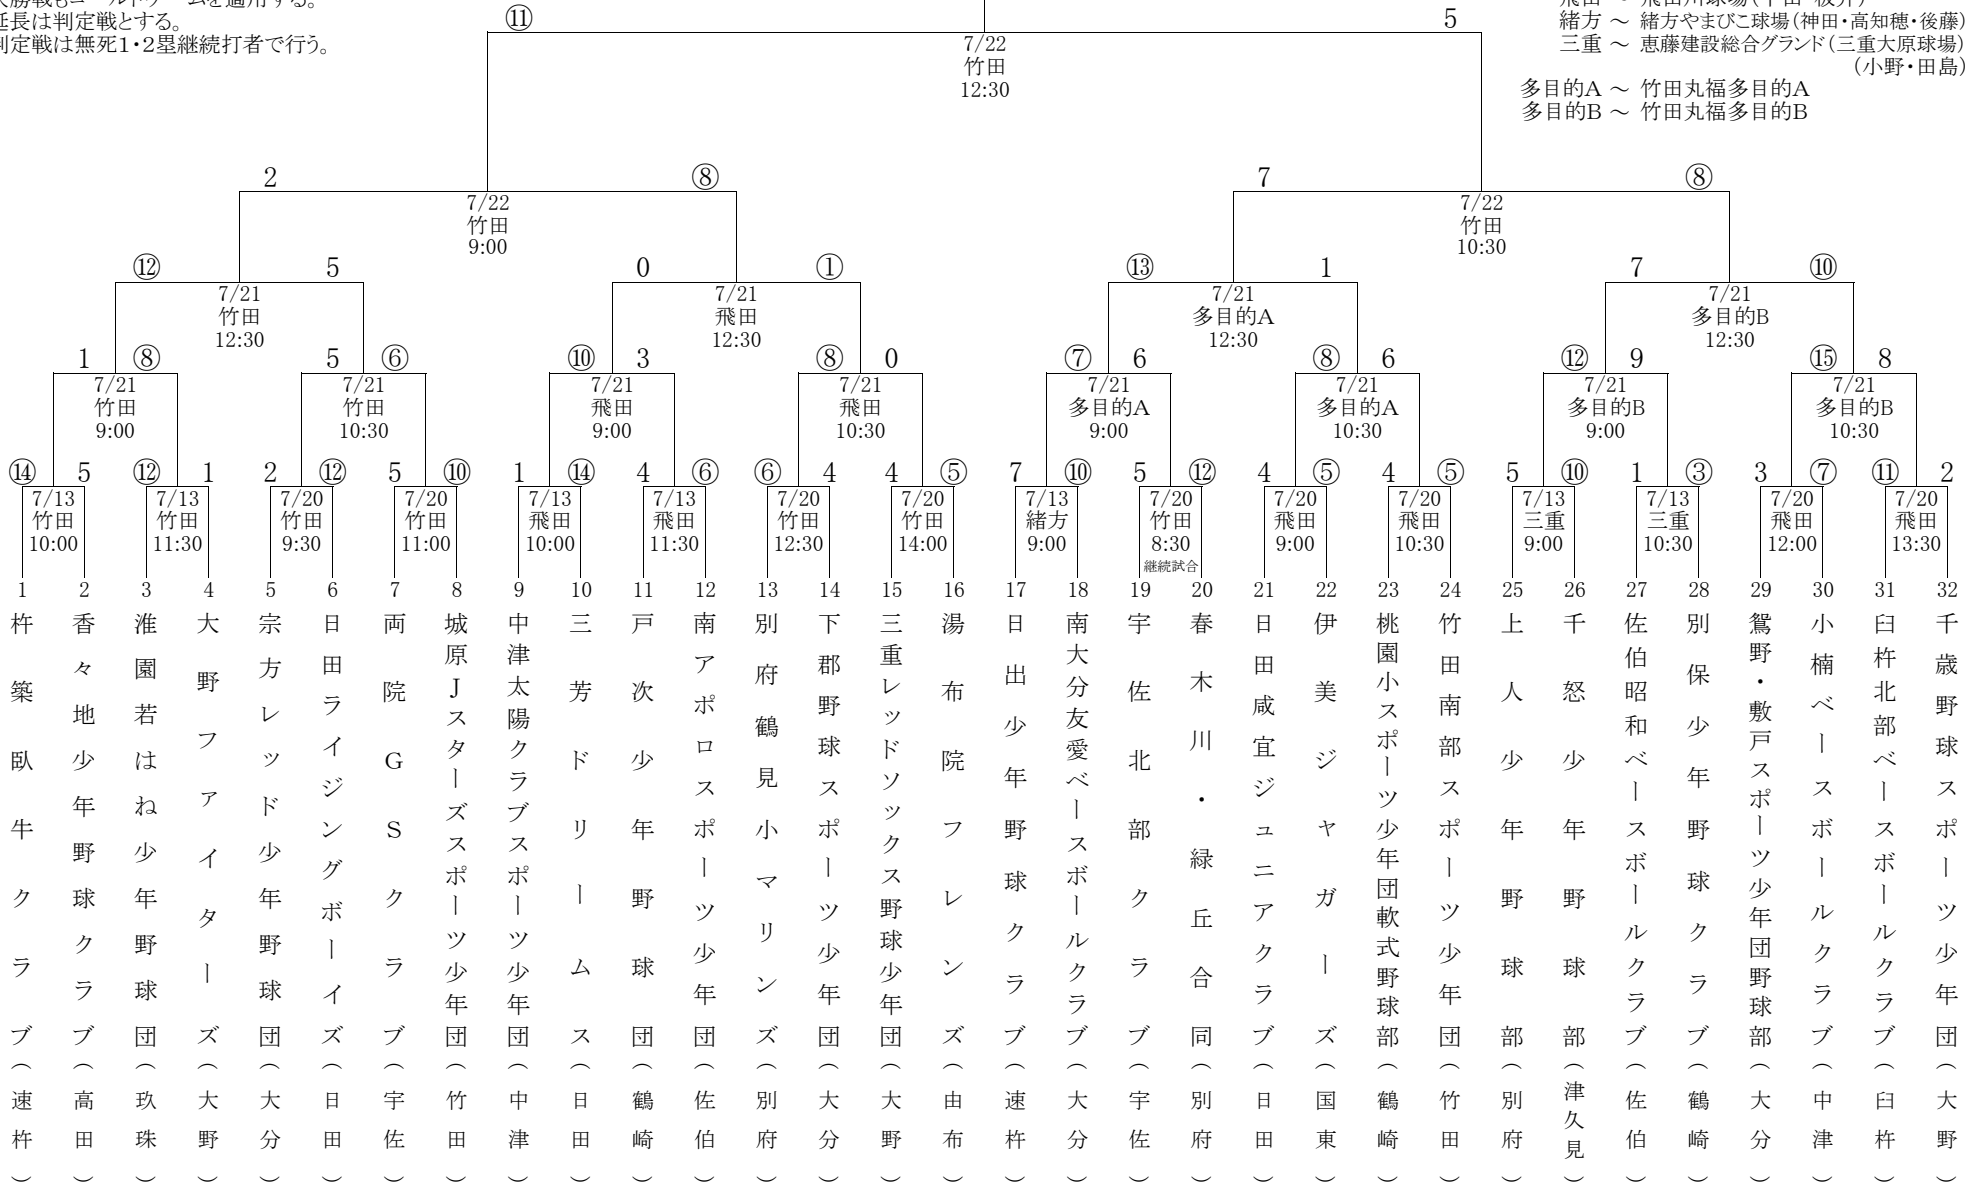 延長は判定戦とする。
判定戦は無死1・2塁継続打者で行う。
緒方 ～ 緒方やまびこ球場(神田・高知穂・後藤)
三重 ～ 恵藤建設総合グランド(三重大原球場)
(小野・田島)
多目的A ～ 竹田丸福多目的A
多目的B ～ 竹田丸福多目的B
⑪ 5
7/22
竹田
12:30
2 ⑧ 7 ⑧
7/22 7/22
竹田 竹田
9:00 10:30
⑫ 5 0 ① ⑬ 1 7 ⑩
7/21 7/21 7/21 7/21
竹田 飛田 多目的A 多目的B
12:30 12:30 12:30 12:30
1 ⑧ 5 ⑥ ⑩ 3 ⑧ 0 ⑦ 6 ⑧ 6 ⑫ 9 ⑮ 8
7/21 7/21 7/21 7/21 7/21 7/21 7/21 7/21
竹田 竹田 飛田 飛田 多目的A 多目的A 多目的B 多目的B
9:00 10:30 9:00 10:30 9:00 10:30 9:00 10:30
⑭ 5 ⑫ 1 2 ⑫ 5 ⑩ 1 ⑭ 4 ⑥ ⑥ 4 4 ⑤ 7 ⑩ 5 ⑫ 4 ⑤ 4 ⑤ 5 ⑩ 1 ③ 3 ⑦ ⑪ 2
7/13 7/13 7/20 7/20 7/13 7/13 7/20 7/20 7/13 7/20 7/20 7/20 7/13 7/13 7/20 7/20
竹田 竹田 竹田 竹田 飛田 飛田 竹田 竹田 緒方 竹田 飛田 飛田 三重 三重 飛田 飛田
10:00 11:30 9:30 11:00 10:00 11:30 12:30 14:00 9:00 8:30 9:00 10:30 9:00 10:30 12:00 13:30
継続試合
1 杵築臥牛クラブ(速杵)
2 香々地少年野球クラブ(高田)
3 淮園若はね少年野球団(玖珠)
4 大野ファイターズ(大野)
5 宗方レッド少年野球団(大分)
6 日田ライジングボーイズ(日田)
7 両院GSクラブ(宇佐)
8 城原Jスターズスポーツ少年団(竹田)
9 中津太陽クラブスポーツ少年団(中津)
10 三芳ドリームス(日田)
11 戸次少年野球団(鶴崎)
12 南アポロスポーツ少年団(佐伯)
13 別府鶴見小マリンズ(別府)
14 下郡野球スポーツ少年団(大分)
15 三重レッドソックス野球少年団(大野)
16 湯布院フレンズ(由布)
17 日出少年野球クラブ(速杵)
18 南大分友愛ベースボールクラブ(大分)
19 宇佐北部クラブ(宇佐)
20 春木川・緑丘合同(別府)
21 日田咸宜ジュニアクラブ(日田)
22 伊美ジャガーズ(国東)
23 桃園小スポーツ少年団軟式野球部(鶴崎)
24 竹田南部スポーツ少年団(竹田)
25 上人少年野球部(別府)
26 千怒少年野球部(津久見)
27 佐伯昭和ベースボールクラブ(佐伯)
28 別保少年野球クラブ(鶴崎)
29 鴛野・敷戸スポーツ少年団野球部(大分)
30 小楠ベースボールクラブ(中津)
31 臼杵北部ベースボールクラブ(臼杵)
32 千歳野球スポーツ少年団(大野)